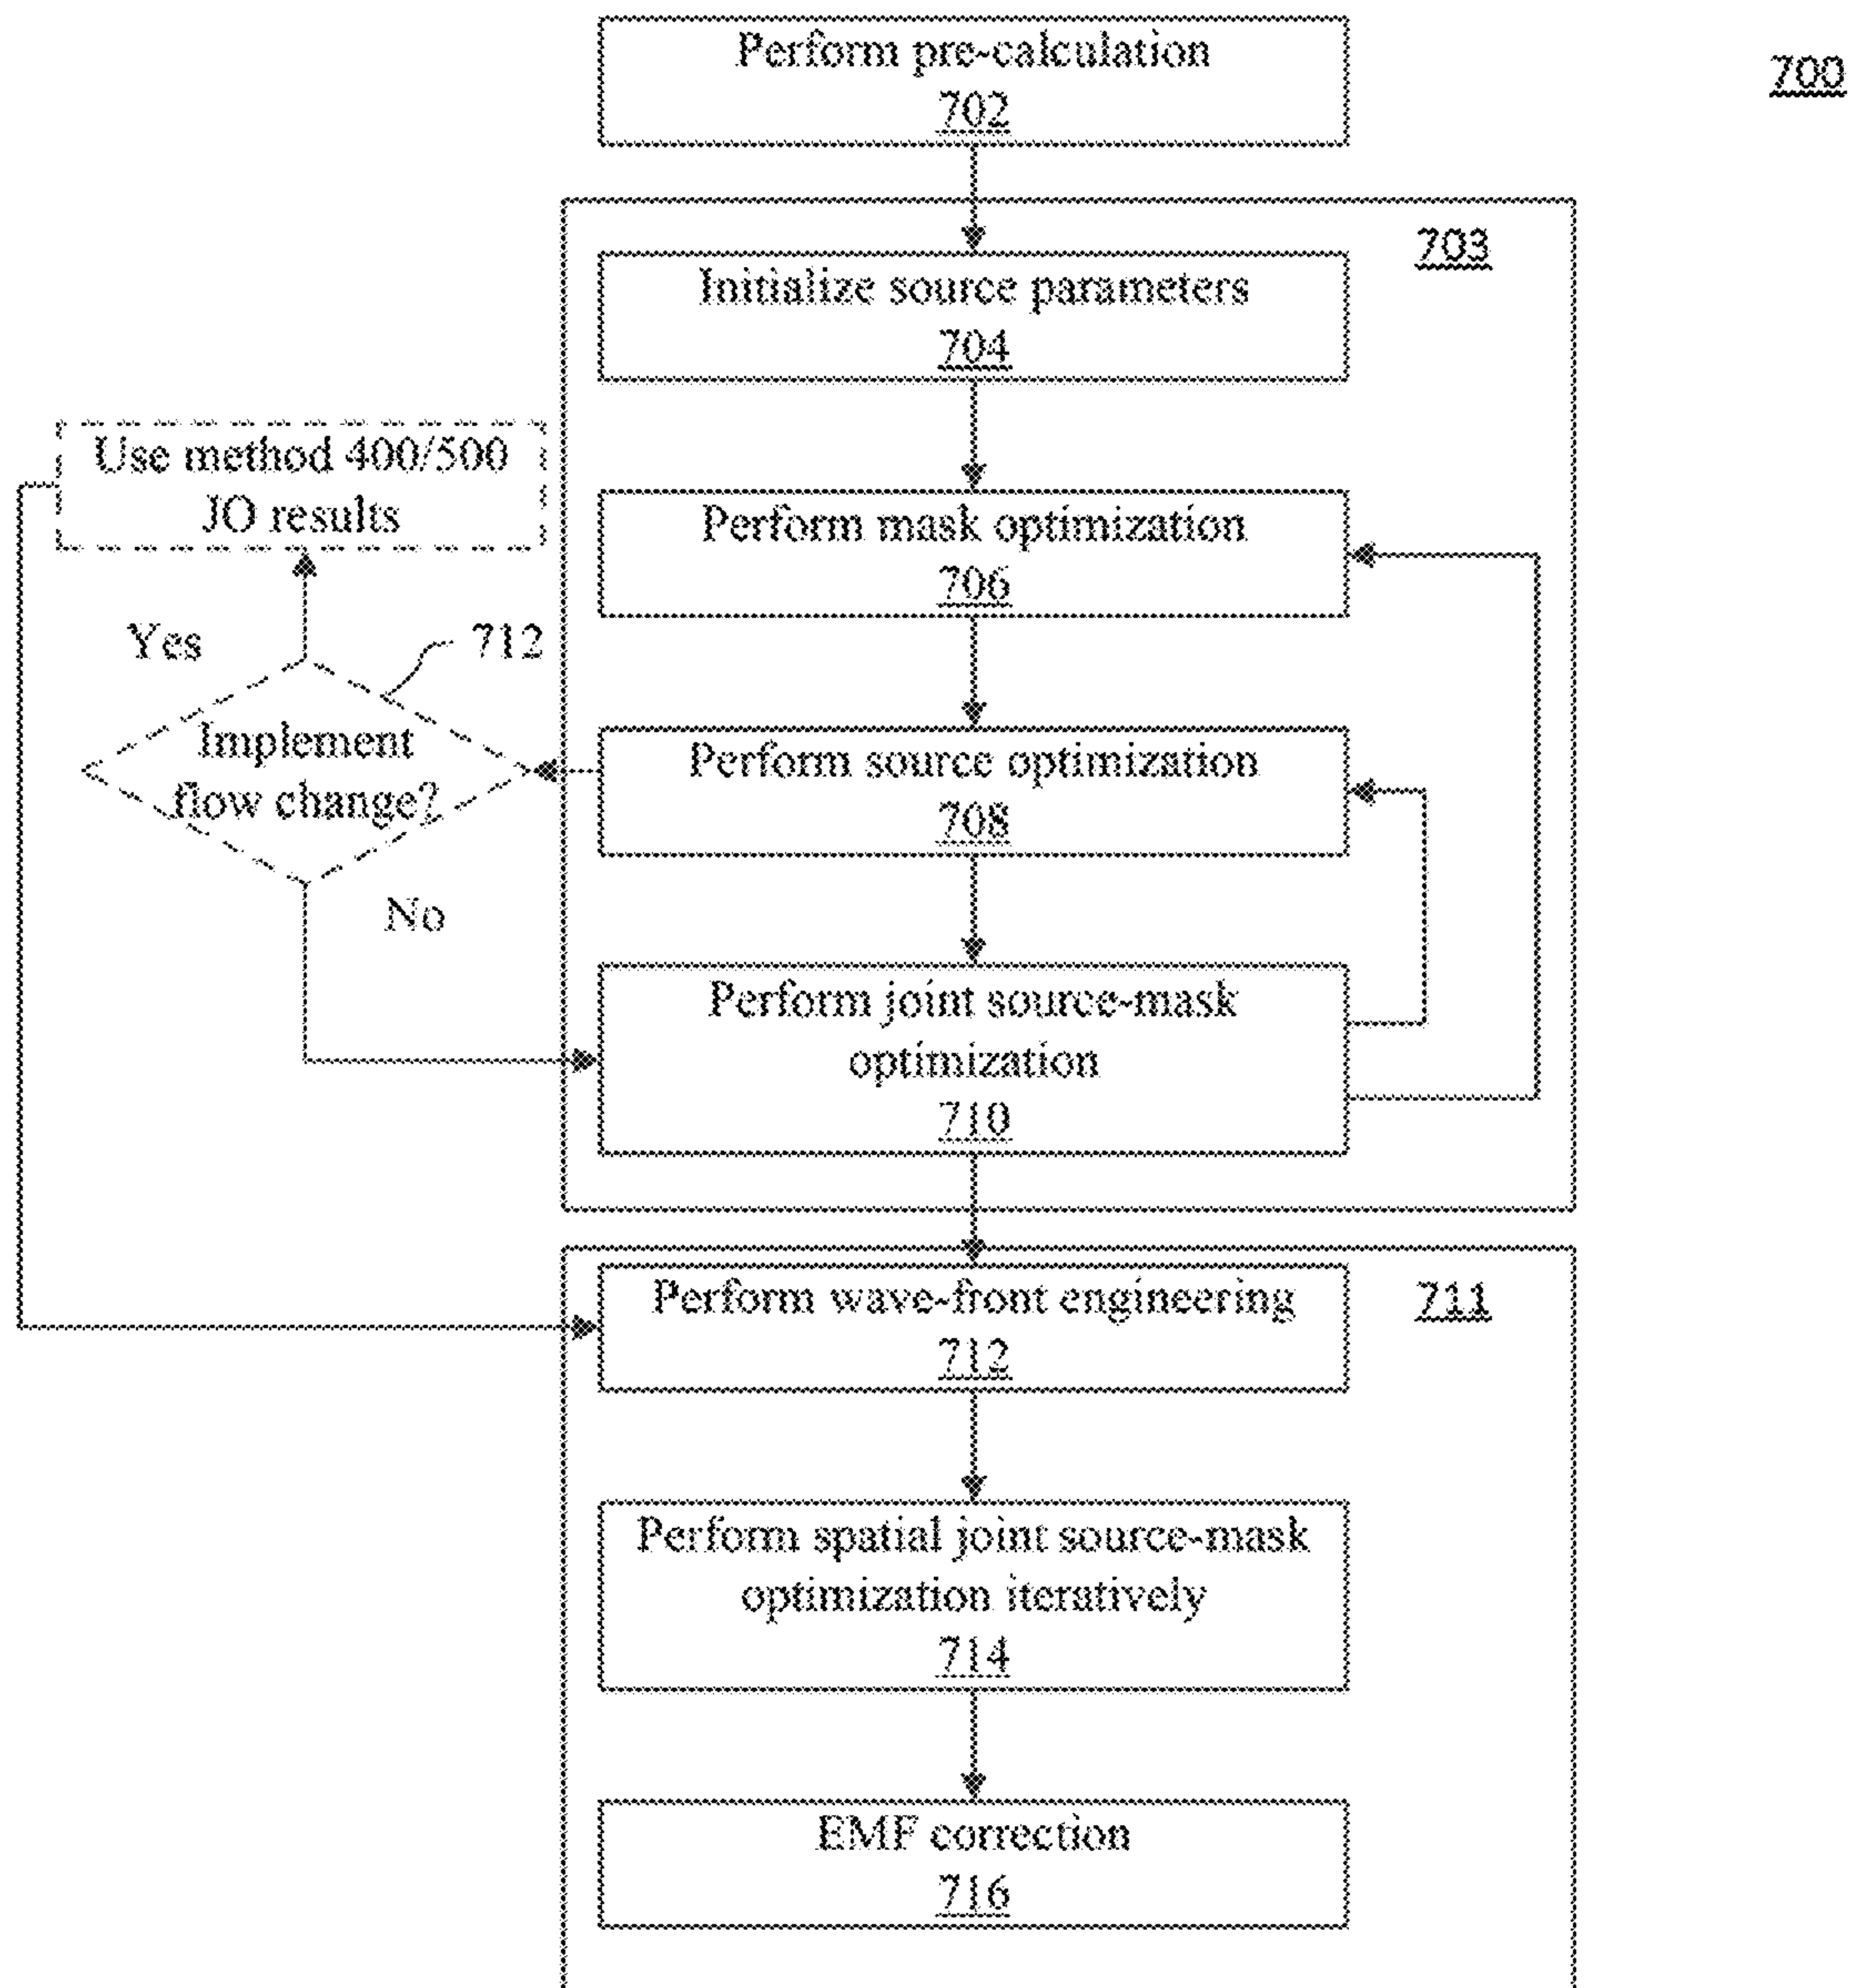 Perform pre-calculation
702
700
703
Initialize source parameters
704
Use method 400/500
JO results
Perform mask optimization
706
Yes
712
Implement
flow change?
Perform source optimization
708
No
Perform joint source-mask
optimization
710
711
Perform wave-front engineering
712
Perform spatial joint source-mask
optimization iteratively
714
EMF correction
716